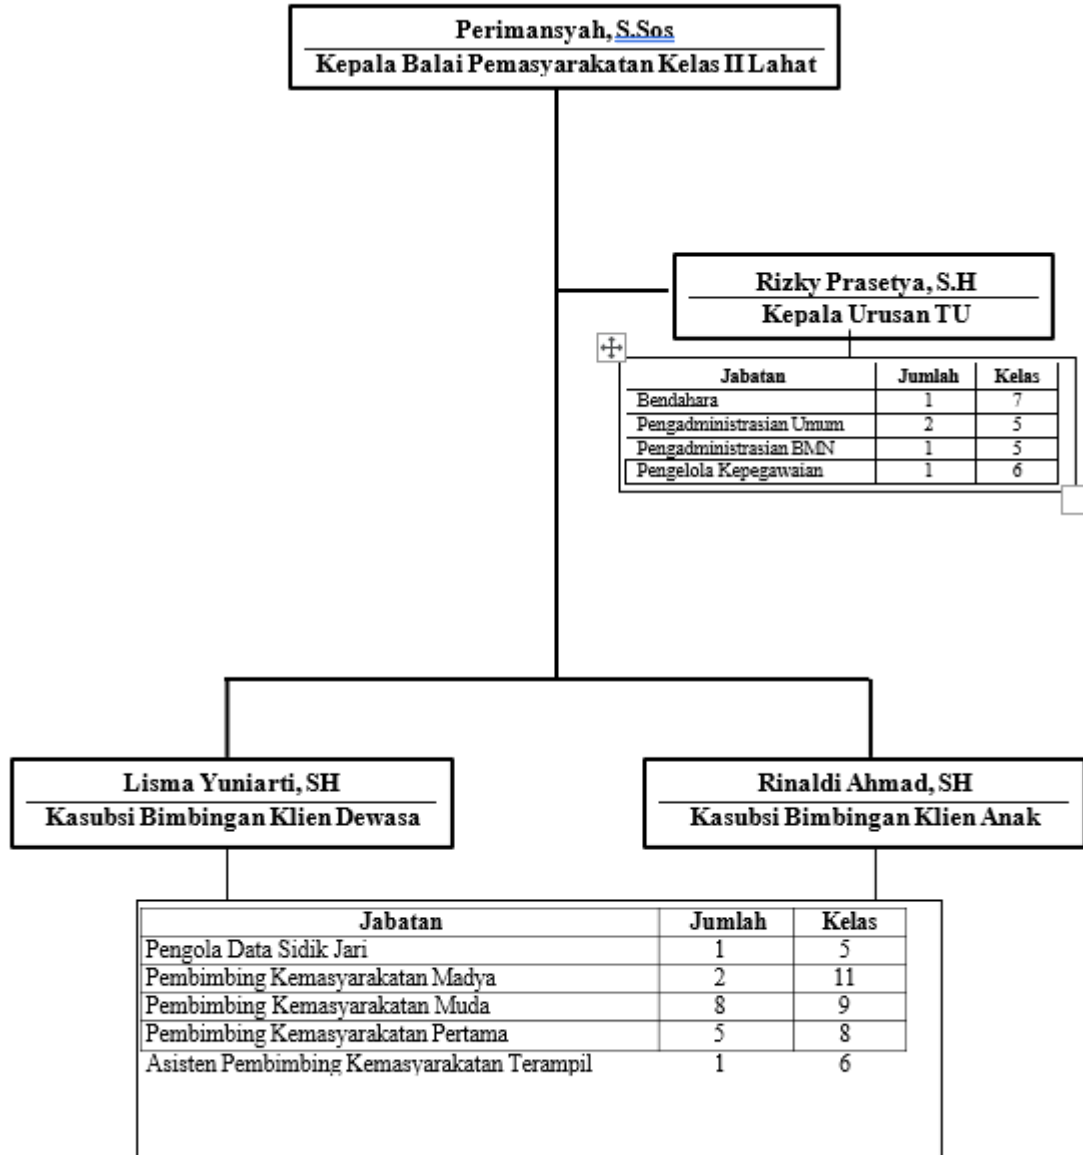 Perimansyah, S.Sos
Kepala Balai Pemasyarakatan Kelas II Lahat
Rizky Prasetya, S.H
Kepala Urusan TU
Jabatan Jumlah Kelas
Bendahara 1 7
Pengadministrasian Umum 2 5
Pengadministrasian BMN 1 5
Pengelola Kepegawaian 1 6
Lisma Yuniarti, SH
Kasubsi Bimbingan Klien Dewasa
Rinaldi Ahmad, SH
Kasubsi Bimbingan Klien Anak
Jabatan Jumlah Kelas
Pengola Data Sidik Jari 1 5
Pembimbing Kemasyarakatan Madya 2 11
Pembimbing Kemasyarakatan Muda 8 9
Pembimbing Kemasyarakatan Pertama 5 8
Asisten Pembimbing Kemasyarakatan Terampil 1 6